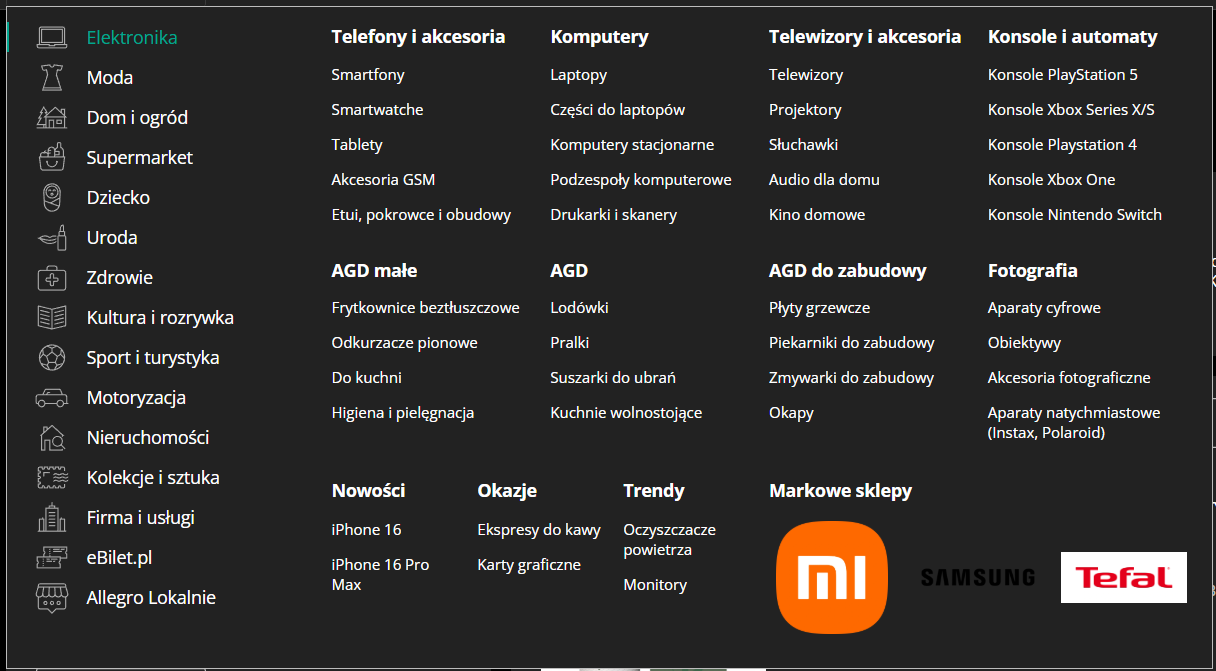 Elektronika
Moda
Dom i ogród
Supermarket
Dziecko
Uroda
Zdrowie
Kultura i rozrywka
Sport i turystyka
Motoryzacja
Nieruchomości
Kolekcje i sztuka
Firma i usługi
eBilet.pl
Allegro Lokalnie
Telefony i akcesoria
Smartfony
Smartwatche
Tablety
Akcesoria GSM
Etui, pokrowce i obudowy
Komputery
Laptopy
Części do laptopów
Komputery stacjonarne
Podzespoły komputerowe
Drukarki i skanery
Telewizory i akcesoria
Telewizory
Projektory
Słuchawki
Audio dla domu
Kino domowe
Konsole i automaty
Konsole PlayStation 5
Konsole Xbox Series X/S
Konsole Playstation 4
Konsole Xbox One
Konsole Nintendo Switch
AGD małe
Frytkownice beztłuszczowe
Odkurzacze pionowe
Do kuchni
Higiena i pielęgnacja
AGD
Lodówki
Pralki
Suszarki do ubrań
Kuchnie wolnostojące
AGD do zabudowy
Płyty grzewcze
Piekarniki do zabudowy
Zmywarki do zabudowy
Okapy
Fotografia
Aparaty cyfrowe
Obiektywy
Akcesoria fotograficzne
Aparaty natychmiastowe
(Instax, Polaroid)
Nowości
iPhone 16
iPhone 16 Pro
Max
Okazje
Ekspresy do kawy
Karty graficzne
Trendy
Oczyszczacze
powietrza
Monitory
Markowe sklepy
mi
SAMSUNG
Tefal